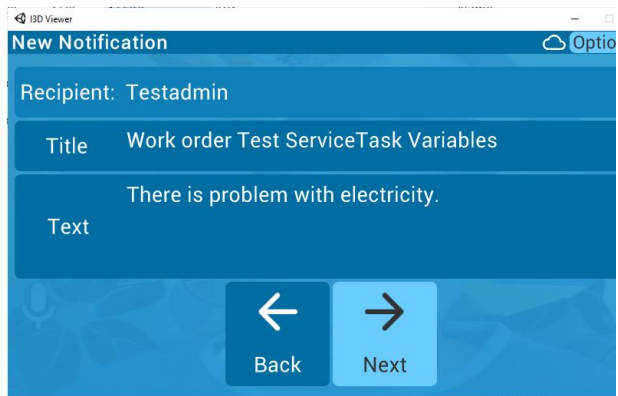 I3D Viewer
New Notification
Optio
Recipient: Testadmin
Title
Work order Test ServiceTask Variables
There is problem with electricity.
Text
Back
Next